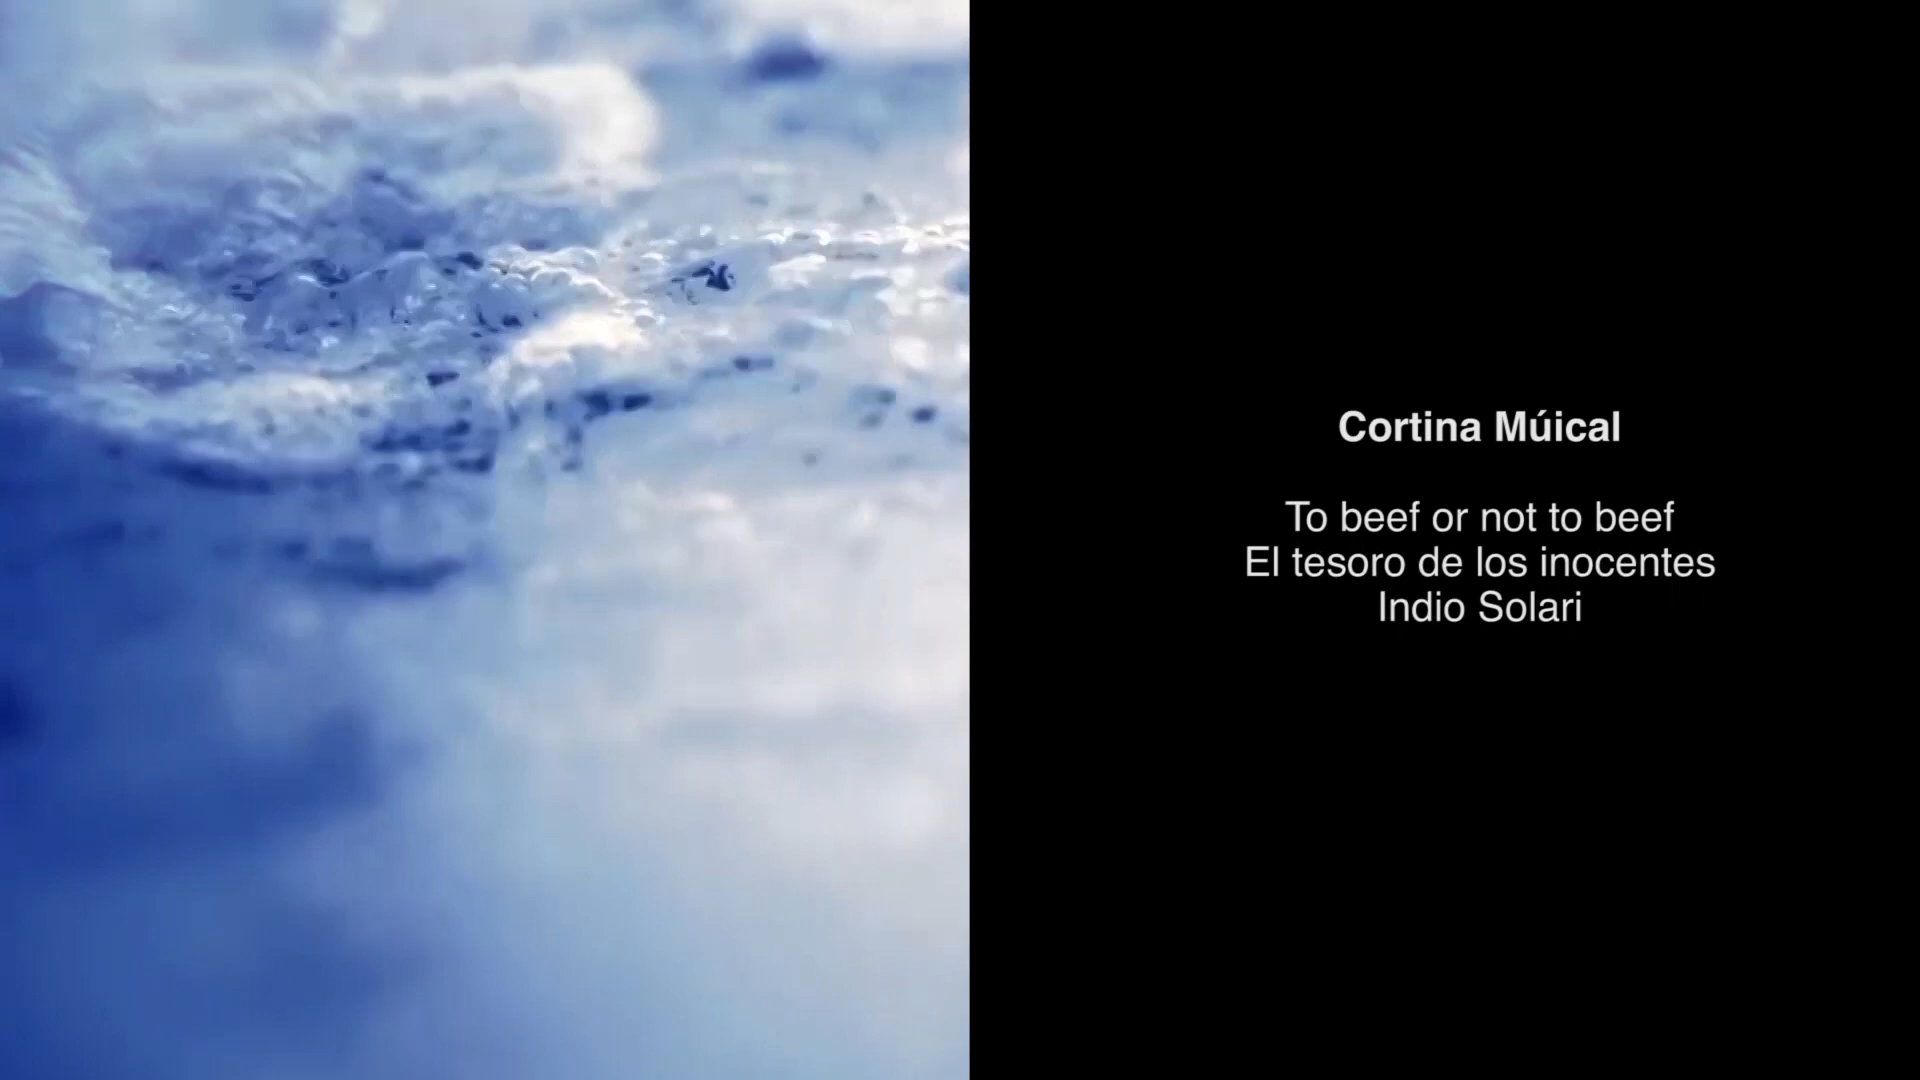 Cortina Múical
To beef or not to beef
El tesoro de los inocentes
Indio Solari